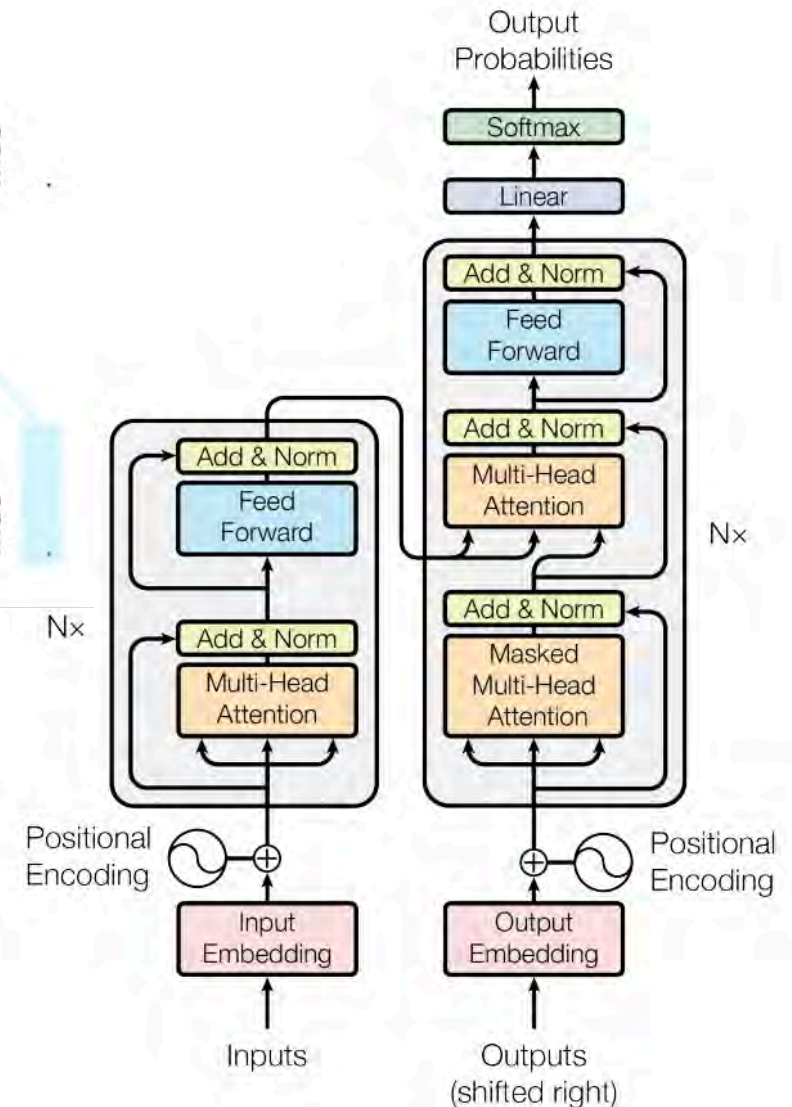 Output
Probabilities
Softmax
Linear
Add & Norm
Feed
Forward
Add & Norm
Multi-Head
Attention
Nx
Add & Norm
Masked
Multi-Head
Attention
Positional
Encoding
Output
Embedding
Outputs
(shifted right)
Add & Norm
Feed
Forward
Nx
Add & Norm
Multi-Head
Attention
Positional
Encoding
Input
Embedding
Inputs